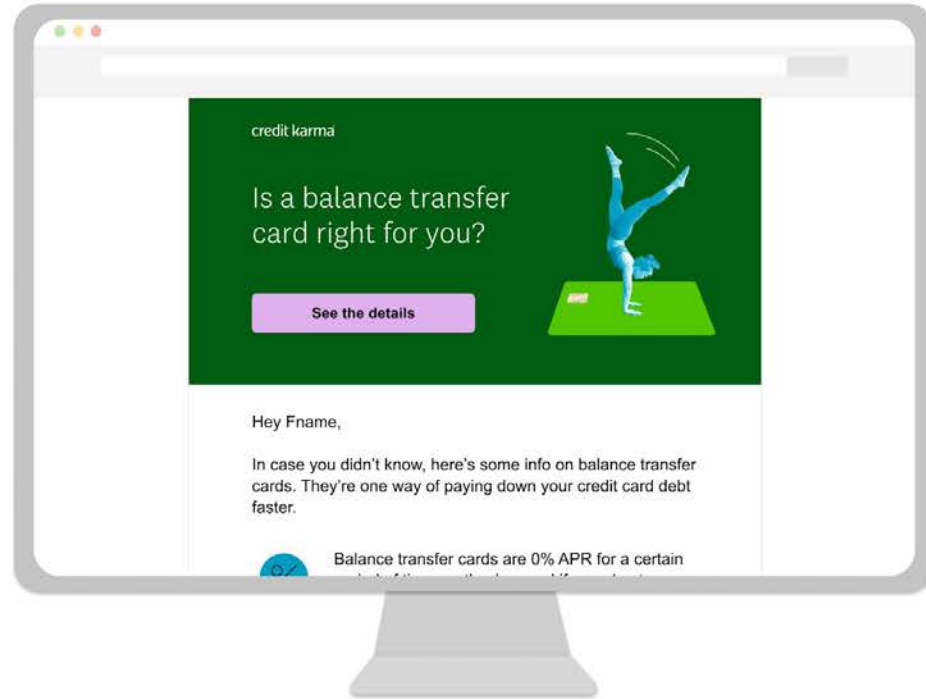 credit karma
Is a balance transfer
card right for you?
See the details
Hey Fname,
In case you didn't know, here's some info on balance transfer
cards. They're one way of paying down your credit card debt
faster.
Balance transfer cards are 0% APR for a certain